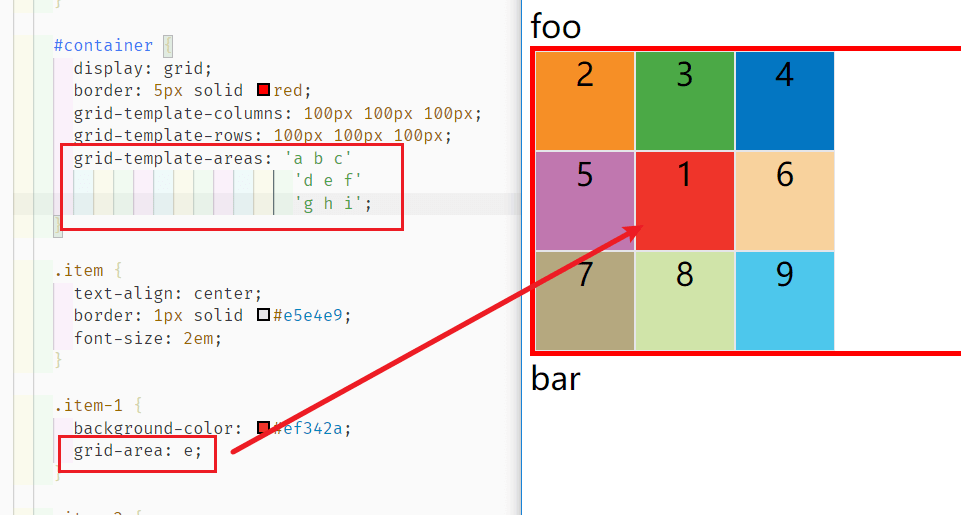 }
#container {
display: grid;
border: 5px solid red;
grid-template-columns: 100px 100px 100px;
grid-template-rows: 100px 100px 100px;
grid-template-areas: 'a b c'
'd e f'
'g h i';
}
.item {
text-align: center;
border: 1px solid #e5e4e9;
font-size: 2em;
}
.item-1 {
background-color: #ef342a;
grid-area: e;
}
foo
2 3 4
5 1 6
7 8 9
bar